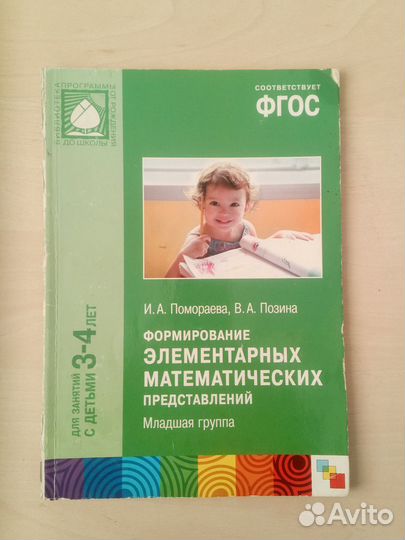 БИБЛИОТЕКА
ПРОГРАММЫ
ОТ РОЖДЕНИЯ
ДО ШКОЛЫ
СООТВЕТСТВУЕТ
ФГОС
И. А. Помораева, В. А. Позина
ФОРМИРОВАНИЕ
ЭЛЕМЕНТАРНЫХ
МАТЕМАТИЧЕСКИХ
ПРЕДСТАВЛЕНИЙ
Младшая группа
ДЛЯ ЗАНЯТИЙ
С ДЕТЬМИ 3-4 ЛЕТ
Avito